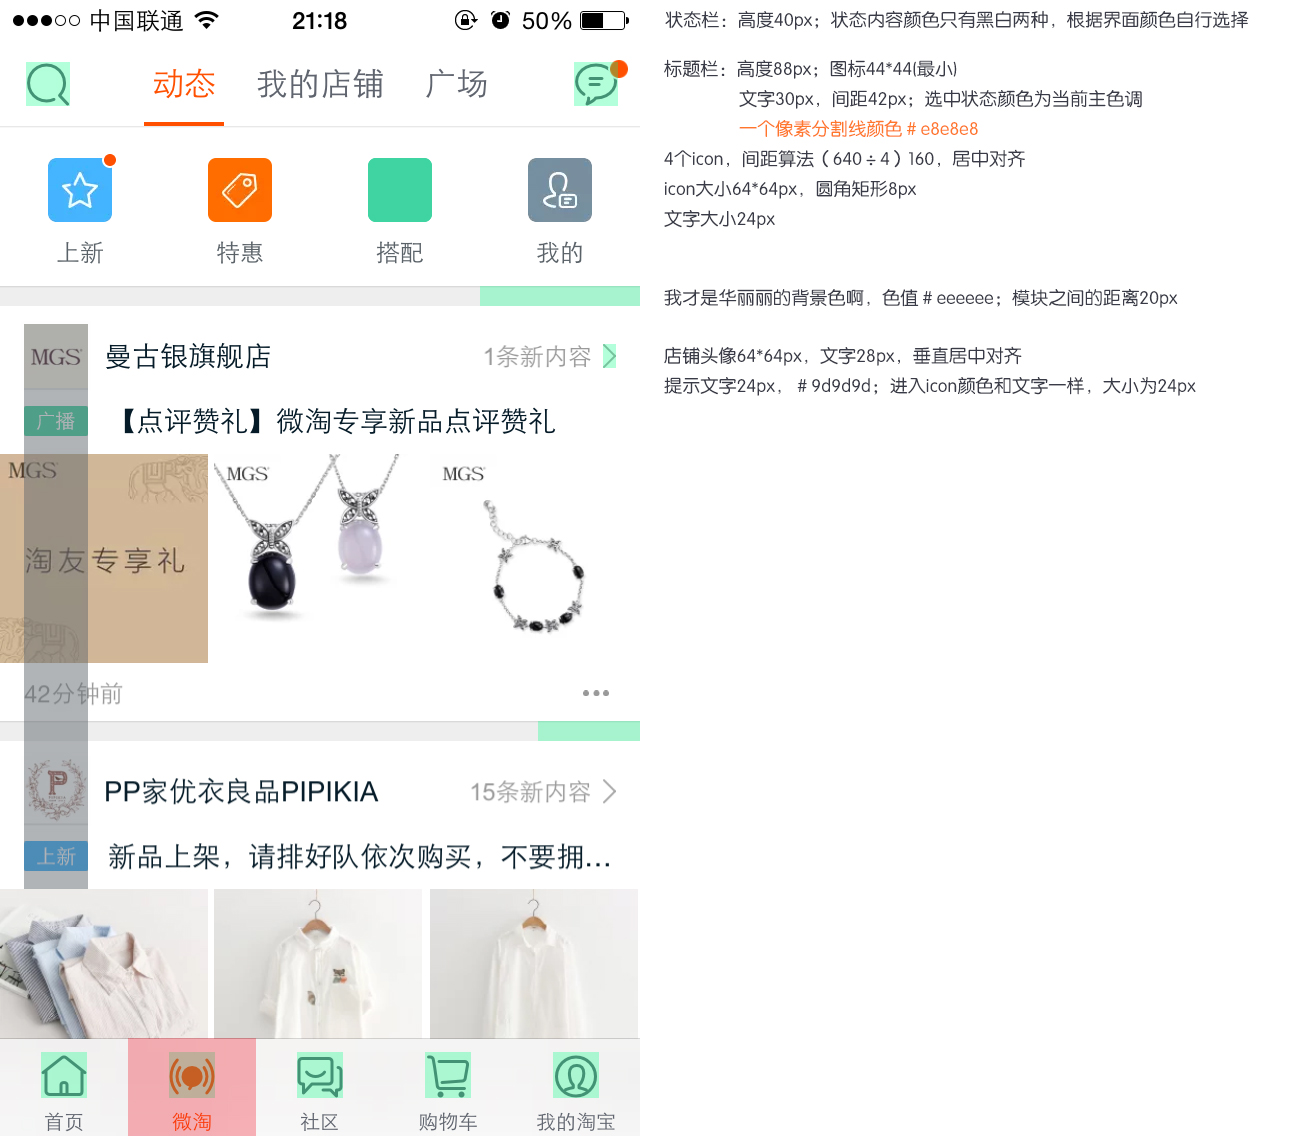 中国联通 21:18 50%
状态栏：高度40px；状态内容颜色只有黑白两种，根据界面颜色自行选择
动态 我的店铺 广场
标题栏：高度88px；图标44*44(最小)
文字30px，间距42px；选中状态颜色为当前主色调
一个像素分割线颜色＃e8e8e8
4个icon，间距算法（640÷4）160，居中对齐
icon大小64*64px，圆角矩形8px
文字大小24px
上新 特惠 搭配 我的
我才是华丽丽的背景色啊，色值＃eeeeee；模块之间的距离20px
MGS 曼古银旗舰店 1条新内容
店铺头像64*64px，文字28px，垂直居中对齐
提示文字24px，＃9d9d9d；进入icon颜色和文字一样，大小为24px
广播 【点评赞礼】微淘专享新品点评赞礼
MGS MGS MGS
淘友专享礼
42分钟前
P PP家优衣良品PIPIKIA 15条新内容
上新 新品上架，请排好队依次购买，不要拥...
首页 微淘 社区 购物车 我的淘宝